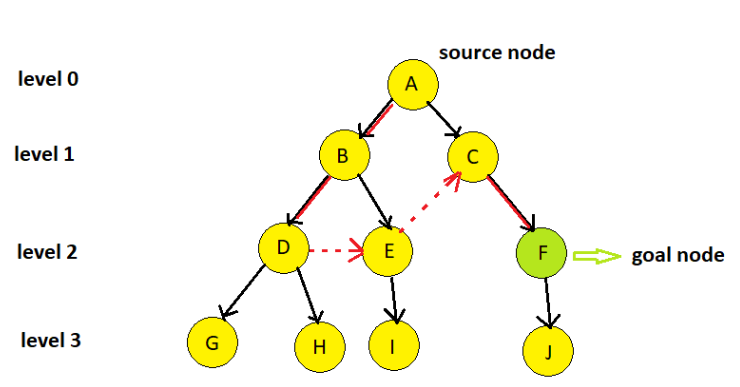 source node
level 0
A
level 1
B
C
level 2
D
E
F
goal node
level 3
G
H
I
J